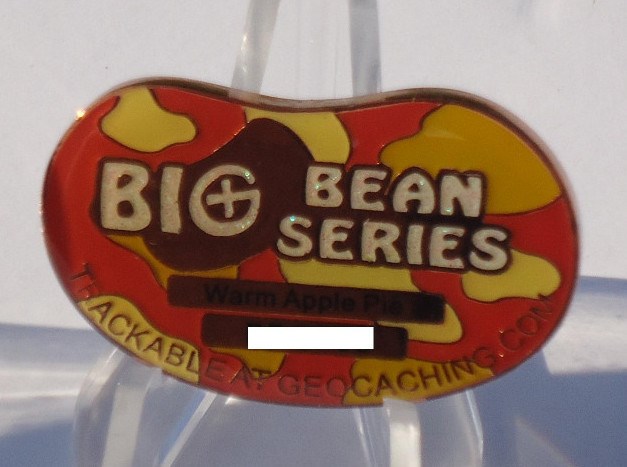 BIG BEAN
SERIES
Warm Apple Pie
TRACKABLE AT GEOCACHING.COM